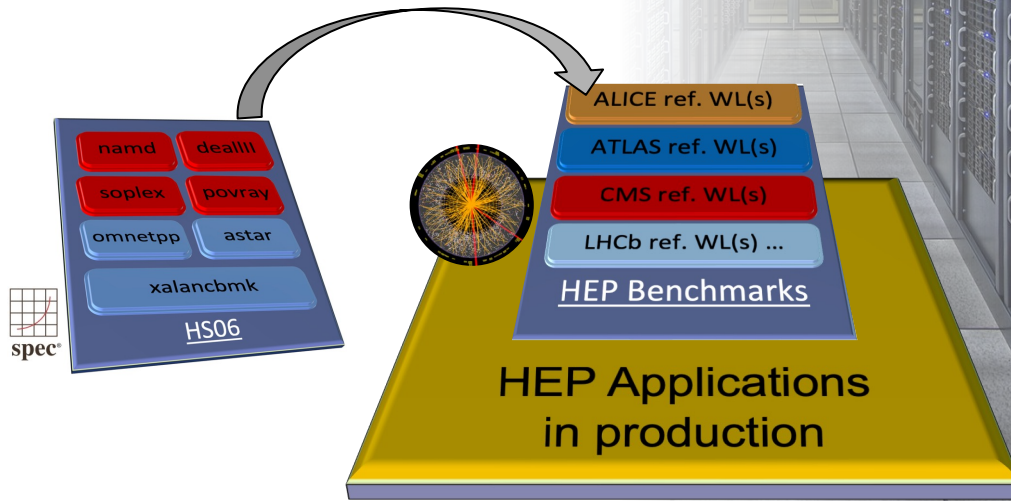 namd dealII
soplex povray
omnetpp astar
xalancbmk
HS06
spec®
ALICE ref. WL(s)
ATLAS ref. WL(s)
CMS ref. WL(s)
LHCb ref. WL(s) ...
HEP Benchmarks
HEP Applications
in production